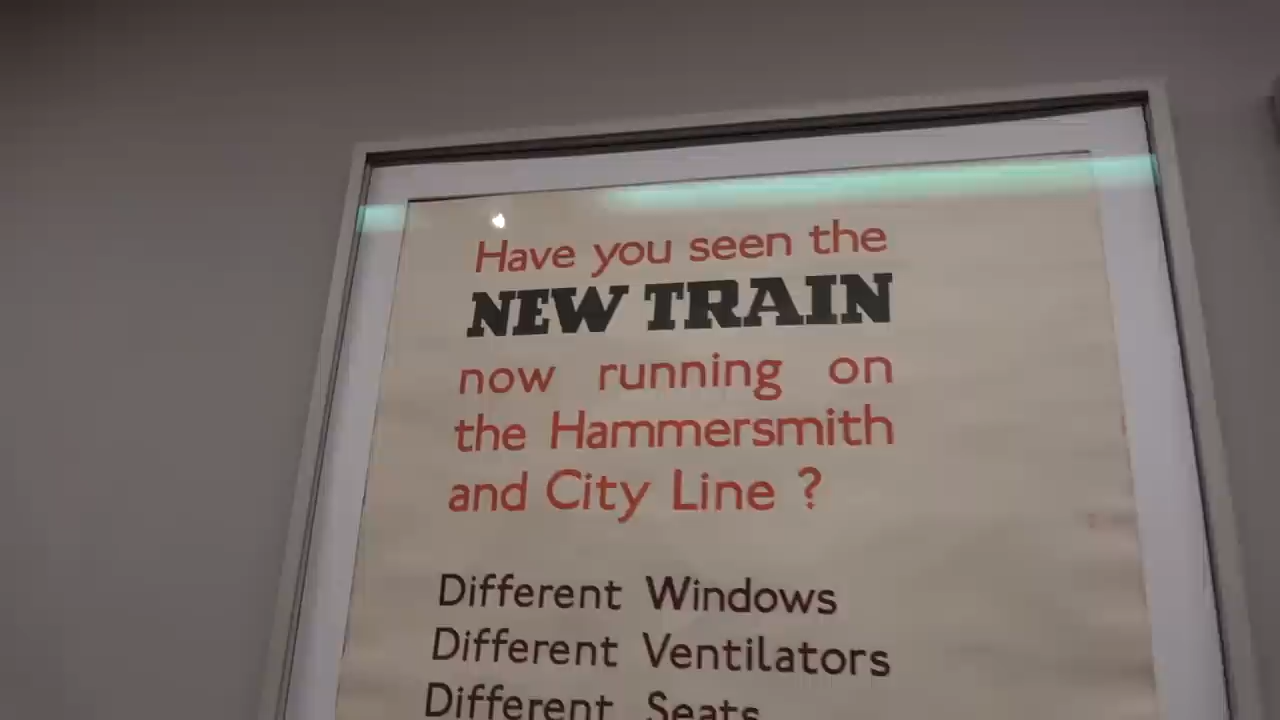 Have you seen the
NEW TRAIN
now running on
the Hammersmith
and City Line ?
Different Windows
Different Ventilators
Different Seats